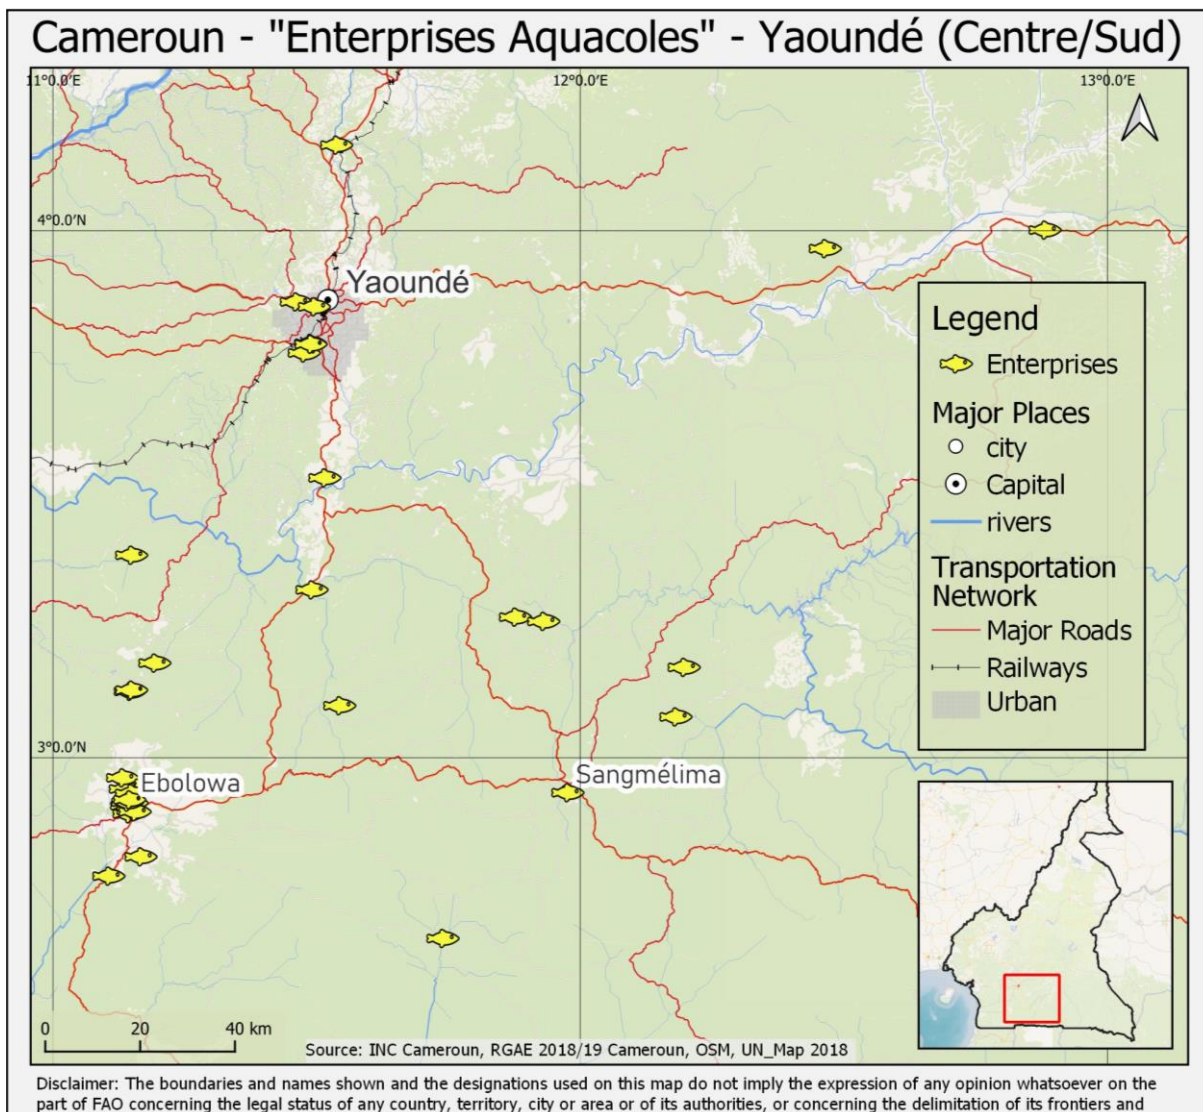 Cameroun - "Enterprises Aquacoles" - Yaoundé (Centre/Sud)
11°0.0′E
12°0.0′E
13°0.0′E
4°0.0′N
Yaoundé
Legend
Enterprises
Major Places
city
Capital
rivers
Transportation
Network
Major Roads
Railways
Urban
3°0.0′N
Ebolowa
Sangmélima
0 20 40 km
Source: INC Cameroun, RGAE 2018/19 Cameroun, OSM, UN_Map 2018
Disclaimer: The boundaries and names shown and the designations used on this map do not imply the expression of any opinion whatsoever on the
part of FAO concerning the legal status of any country, territory, city or area or of its authorities, or concerning the delimitation of its frontiers and